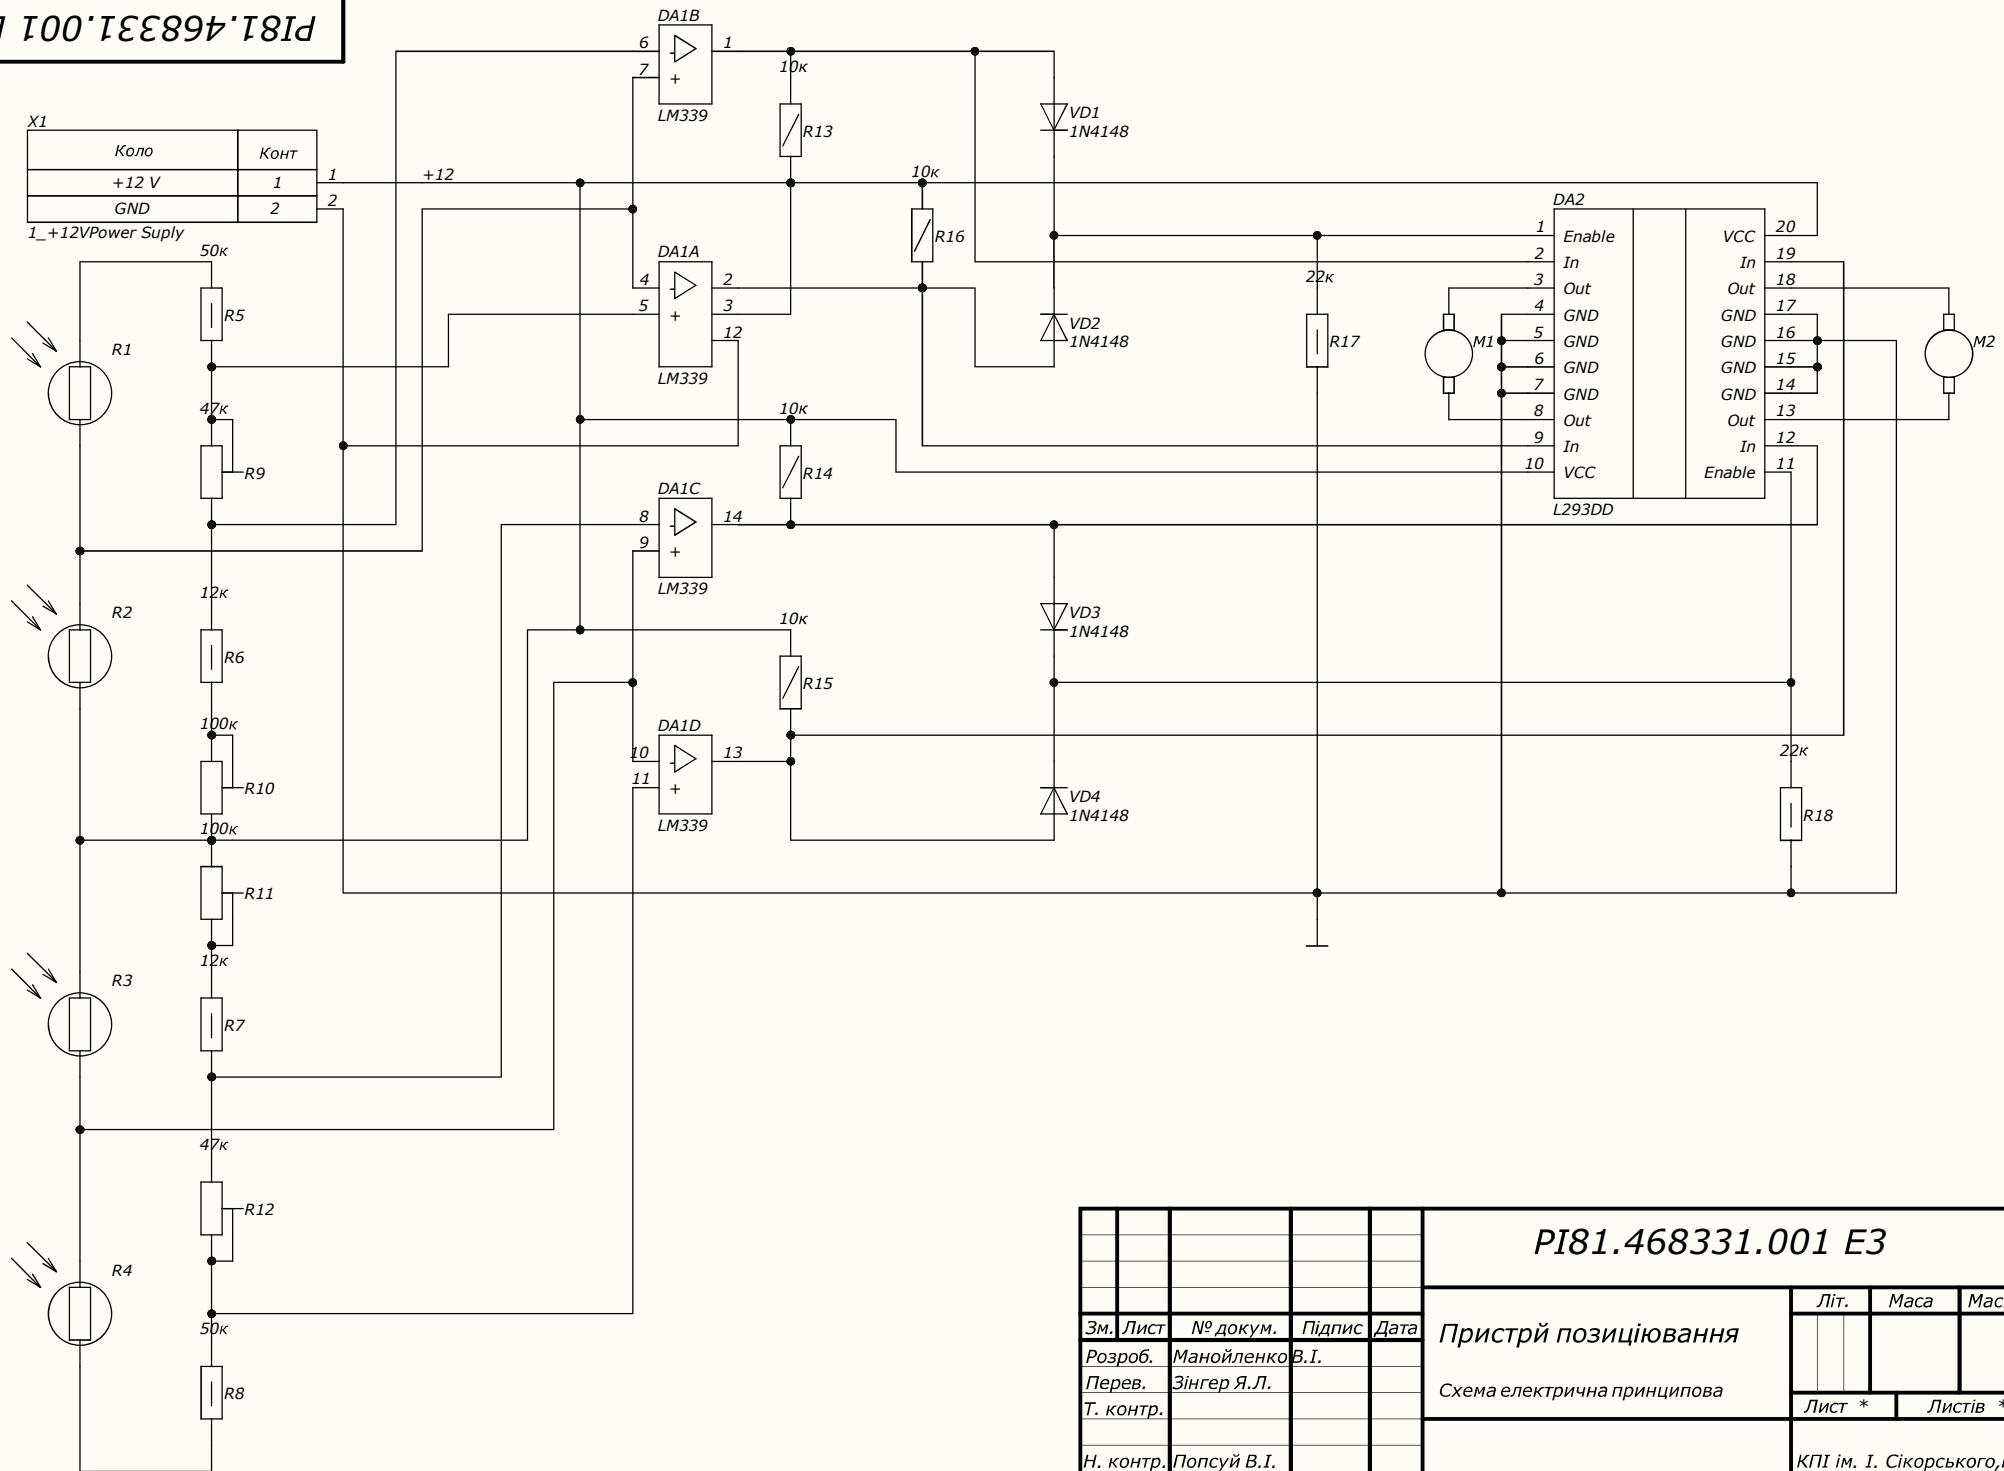 РІ81.468331.001
X1
Коло Конт
+12 V 1 1
GND 2 2
1_+12VPower Suply
+12
DA1B
6 1
7 +
LM339
10к
R13
VD1
1N4148
10к
R16
DA1A
4 2
5 + 3
12
LM339
VD2
1N4148
22к
R17
DA2
1 Enable VCC 20
2 In In 19
3 Out Out 18
4 GND GND 17
5 GND GND 16
6 GND GND 15
7 GND GND 14
8 Out Out 13
9 In In 12
10 VCC Enable 11
L293DD
M1
M2
50к
R5
R1
47к
R9
10к
R14
DA1C
8 14
9 +
LM339
R2
12к
R6
VD3
1N4148
10к
R15
100к
R10
DA1D
10 13
11 +
LM339
VD4
1N4148
22к
R18
100к
R11
12к
R3
R7
47к
R12
R4
50к
R8
РІ81.468331.001 Е3
Зм. Лист № докум. Підпис Дата
Розроб. Манойленко В.І.
Перев. Зінгер Я.Л.
Т. контр.
Н. контр. Попсуй В.І.
Пристрй позиціювання
Схема електрична принципова
Літ. Маса
Лист * Листів *
КПІ ім. І. Сікорського,